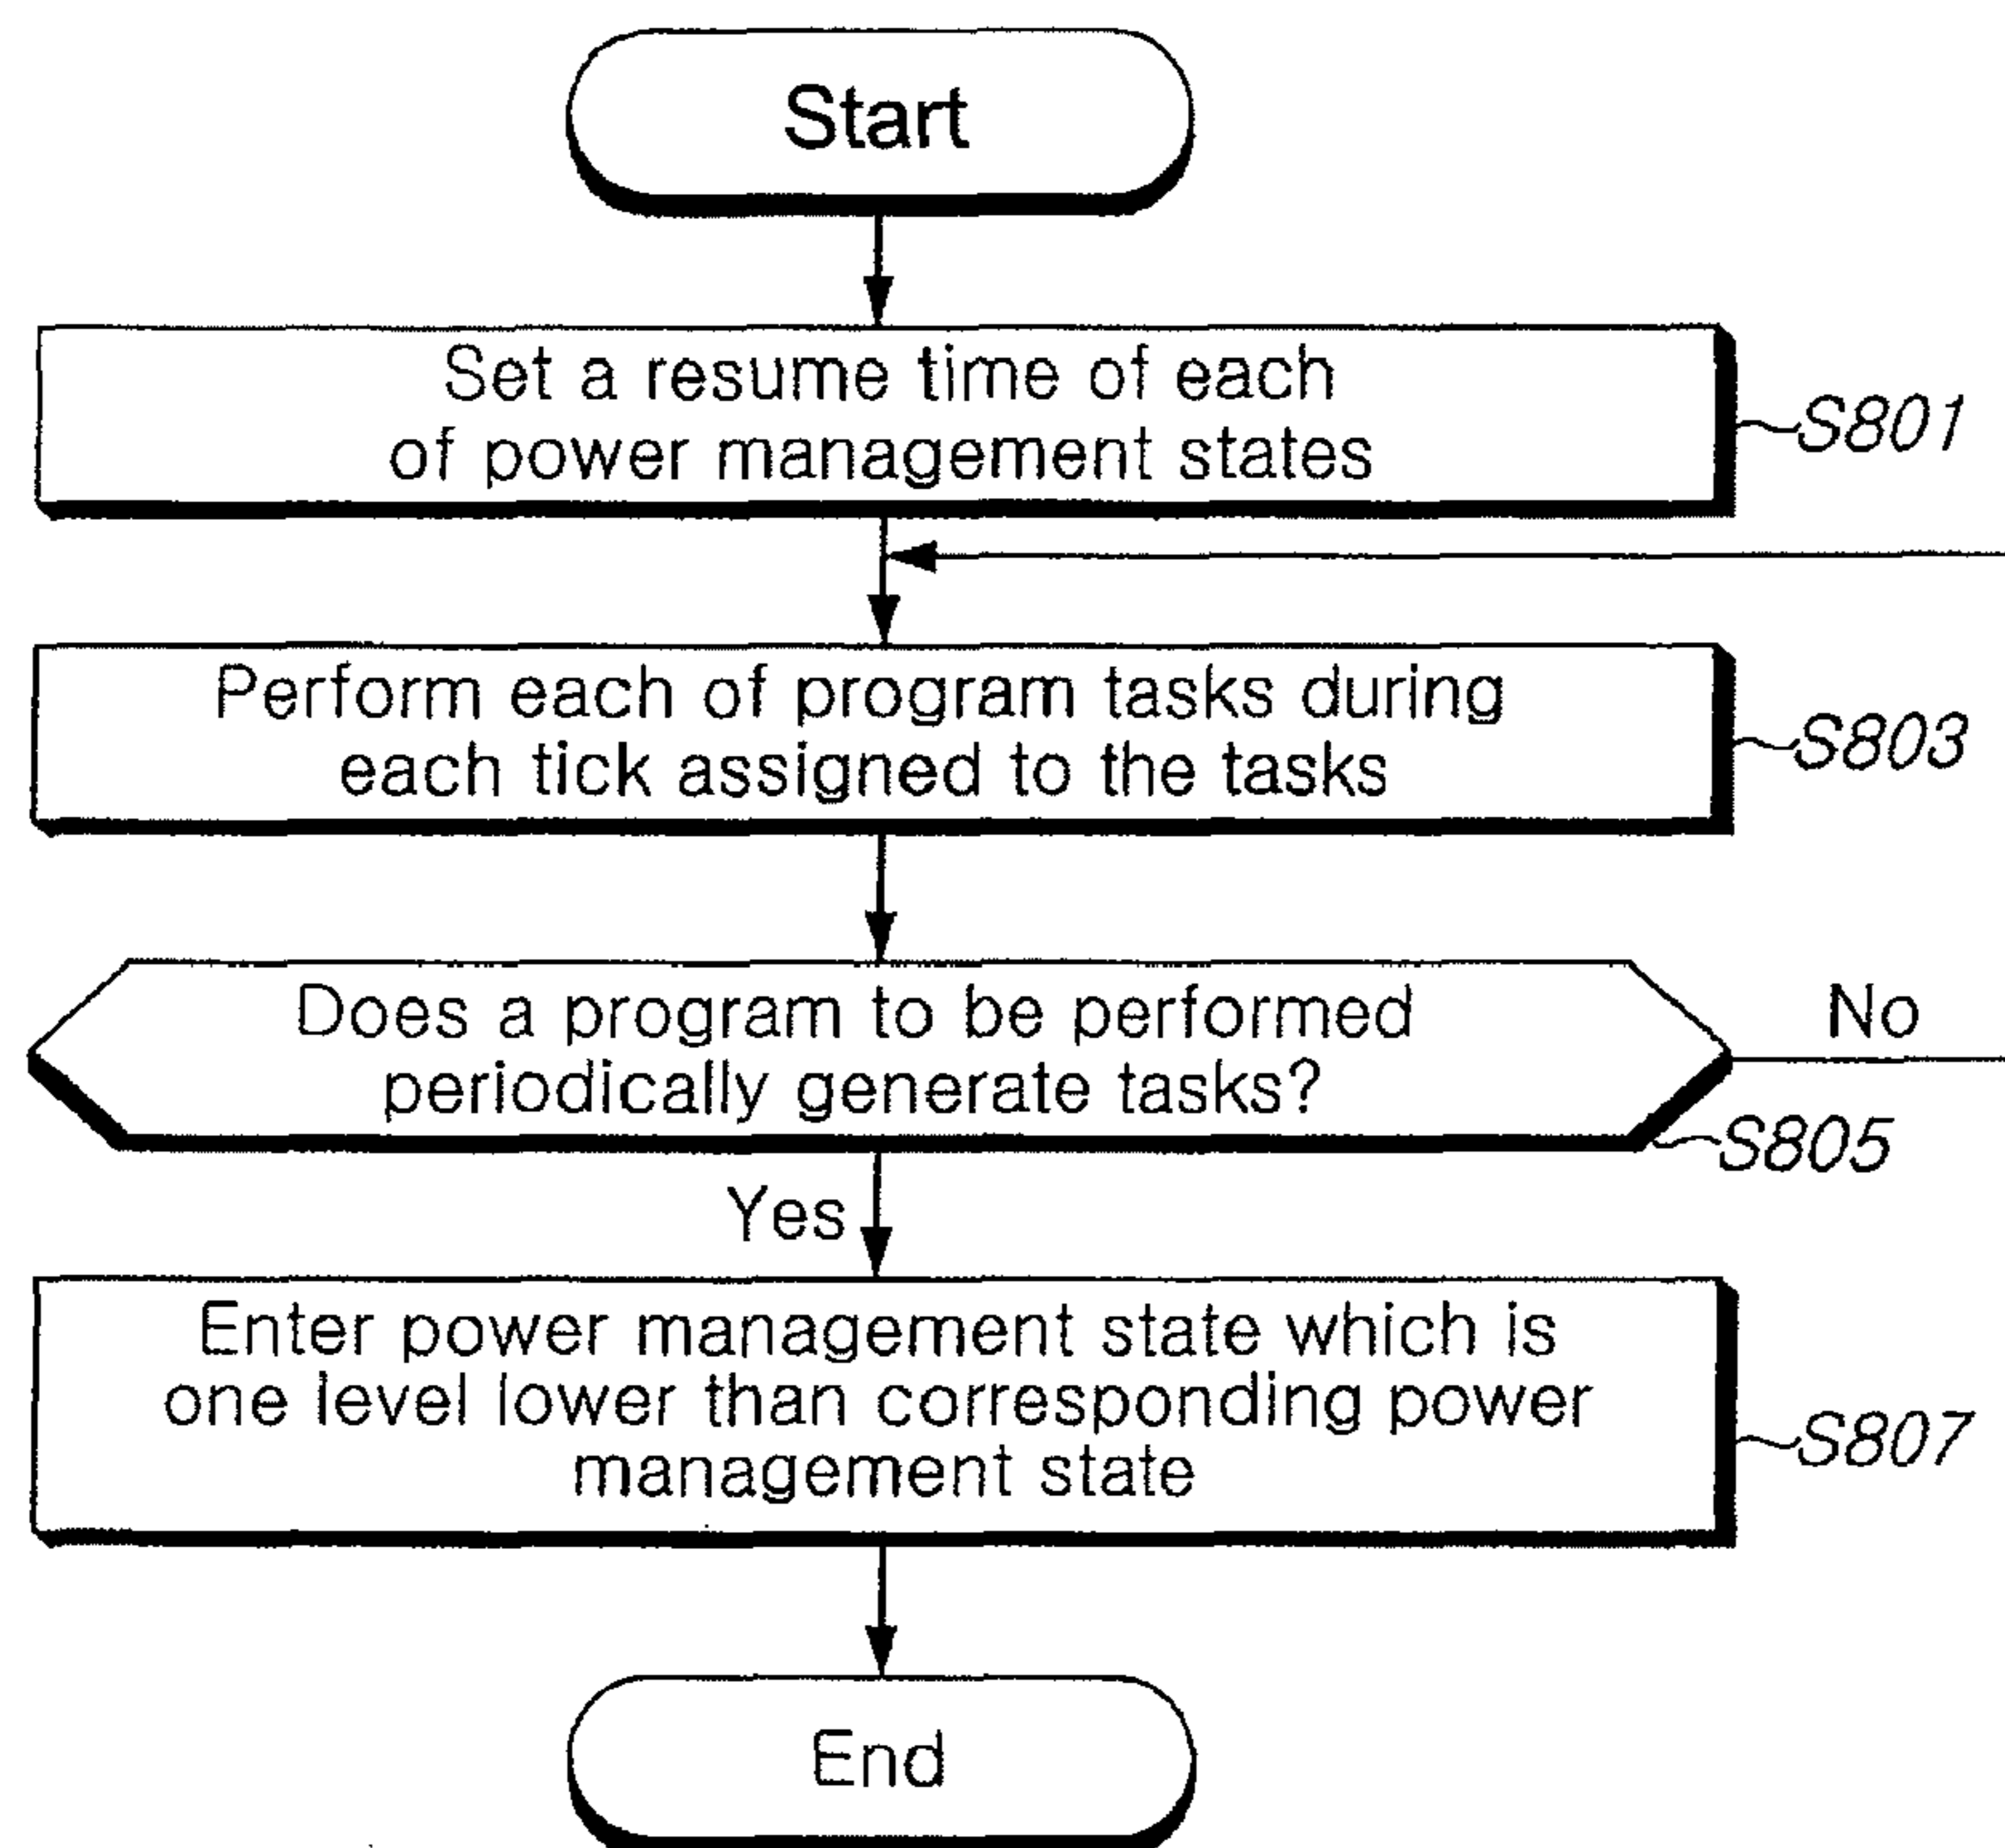 Start
Set a resume time of each
of power management states
S801
Perform each of program tasks during
each tick assigned to the tasks
S803
Does a program to be performed
periodically generate tasks?
No
S805
Yes
Enter power management state which is
one level lower than corresponding power
management state
S807
End